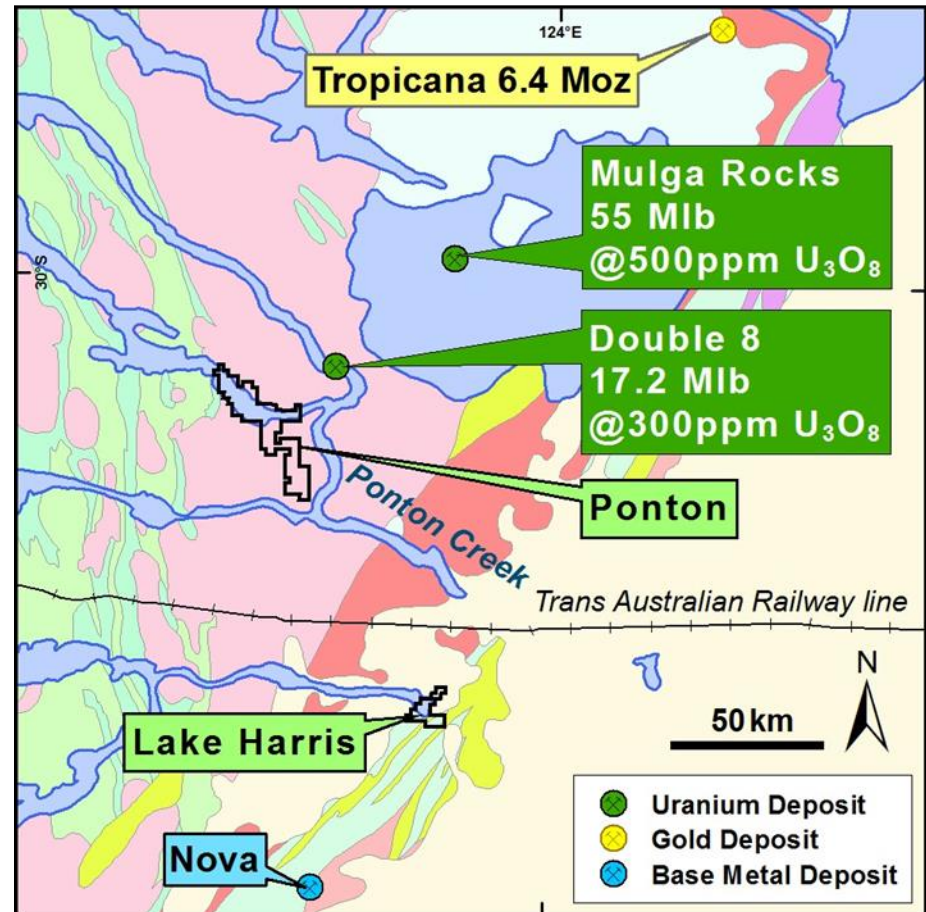 124°E
Tropicana 6.4 Moz
Mulga Rocks
55 Mlb
@500ppm U₃O₈
30°S
Double 8
17.2 Mlb
@300ppm U₃O₈
Ponton
Ponton Creek
Trans Australian Railway line
N
50 km
Lake Harris
Nova
Uranium Deposit
Gold Deposit
Base Metal Deposit